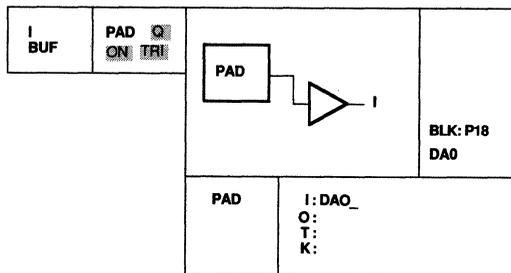 I
BUF
PAD Q
ON TRI
PAD
I
BLK: P18
DA0
PAD
I: DAO_
O:
T:
K: